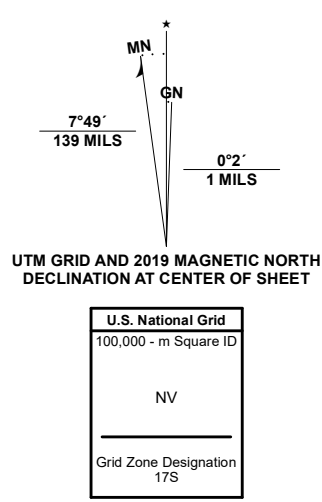 ★
MN
GN
7°49´
139 MILS
0°2´
1 MILS
UTM GRID AND 2019 MAGNETIC NORTH
DECLINATION AT CENTER OF SHEET
U.S. National Grid
100,000 - m Square ID
NV
Grid Zone Designation
17S